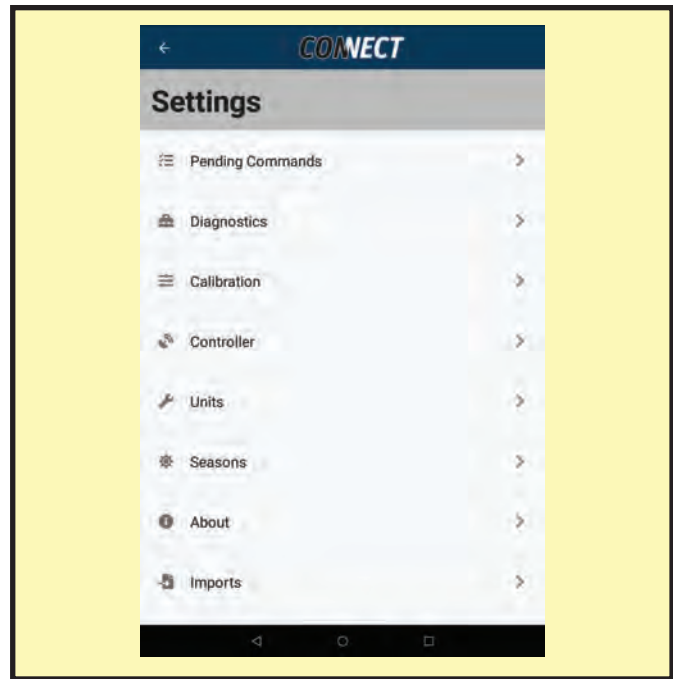 CONNECT
Settings
Pending Commands
Diagnostics
Calibration
Controller
Units
Seasons
About
Imports